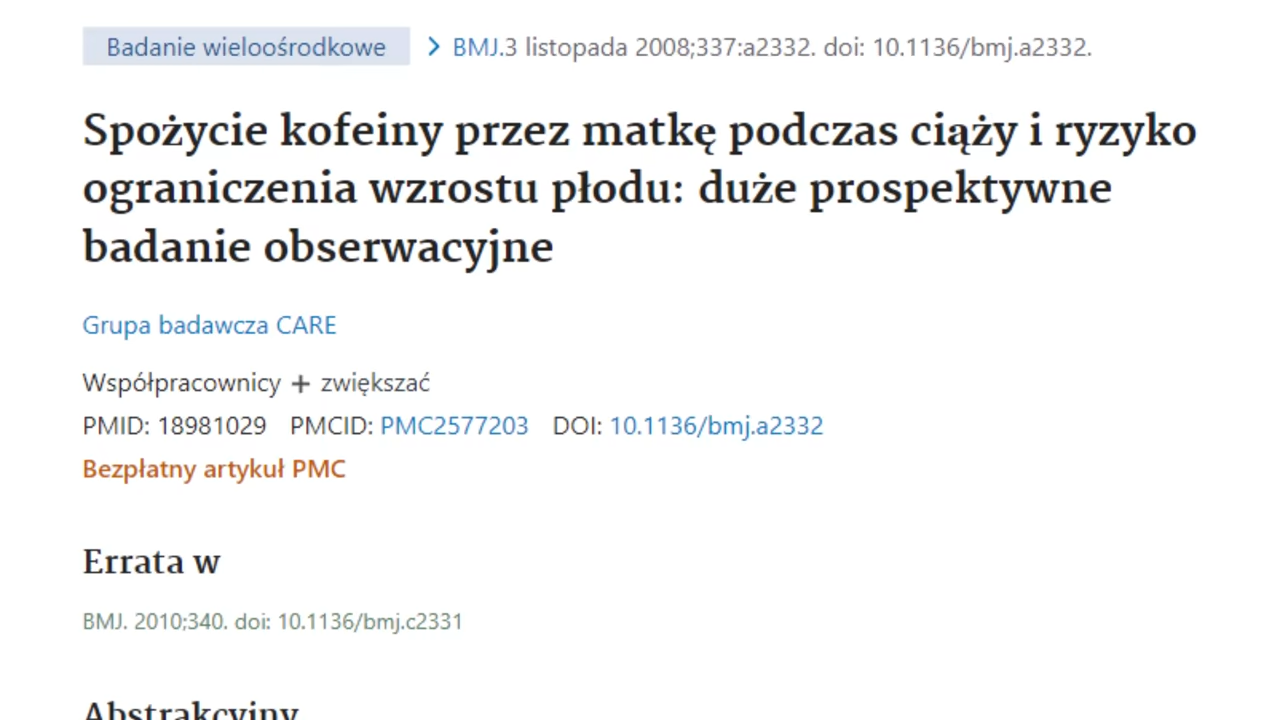 Badanie wieloośrodkowe > BMJ.3 listopada 2008;337:a2332. doi: 10.1136/bmj.a2332.
Spożycie kofeiny przez matkę podczas ciąży i ryzyko
ograniczenia wzrostu płodu: duże prospektywne
badanie obserwacyjne
Grupa badawcza CARE
Współpracownicy + zwiększać
PMID: 18981029 PMCID: PMC2577203 DOI: 10.1136/bmj.a2332
Bezpłatny artykuł PMC
Errata w
BMJ. 2010;340. doi: 10.1136/bmj.c2331
Abstrakcyjny